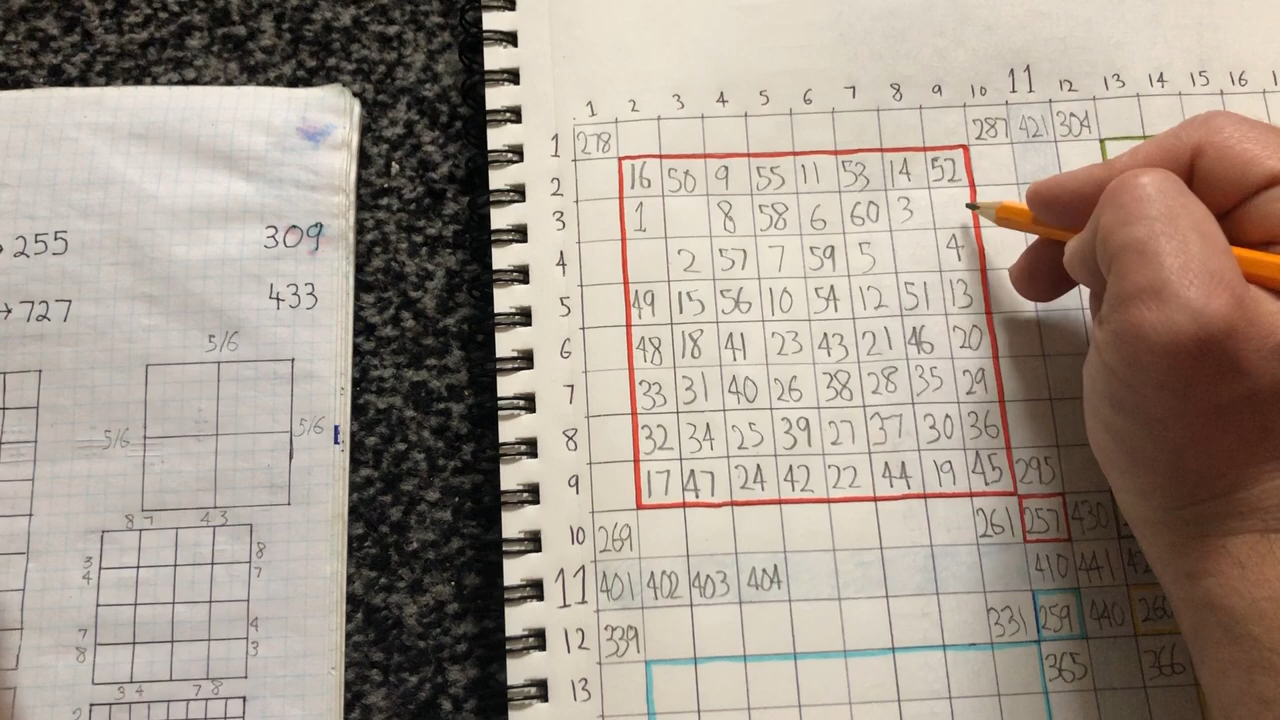 255 309
727 433
5/6
5/6 5/6
8 7 4 3
3 8
4 7
7 4
8 3
3 4 7 8
2
1 2 3 4 5 6 7 8 9 10 11 12 13 14 15 16
1 278 287 421 304
2 16 50 9 55 11 53 14 52
3 1 8 58 6 60 3
4 2 57 7 59 5 4
5 49 15 56 10 54 12 51 13
6 48 18 41 23 43 21 46 20
7 33 31 40 26 38 28 35 29
8 32 34 25 39 27 37 30 36
9 17 47 24 42 22 44 19 45 295
10 269 261 257 430
11 401 402 403 404 410 441
12 339 331 259 440
13 365 366